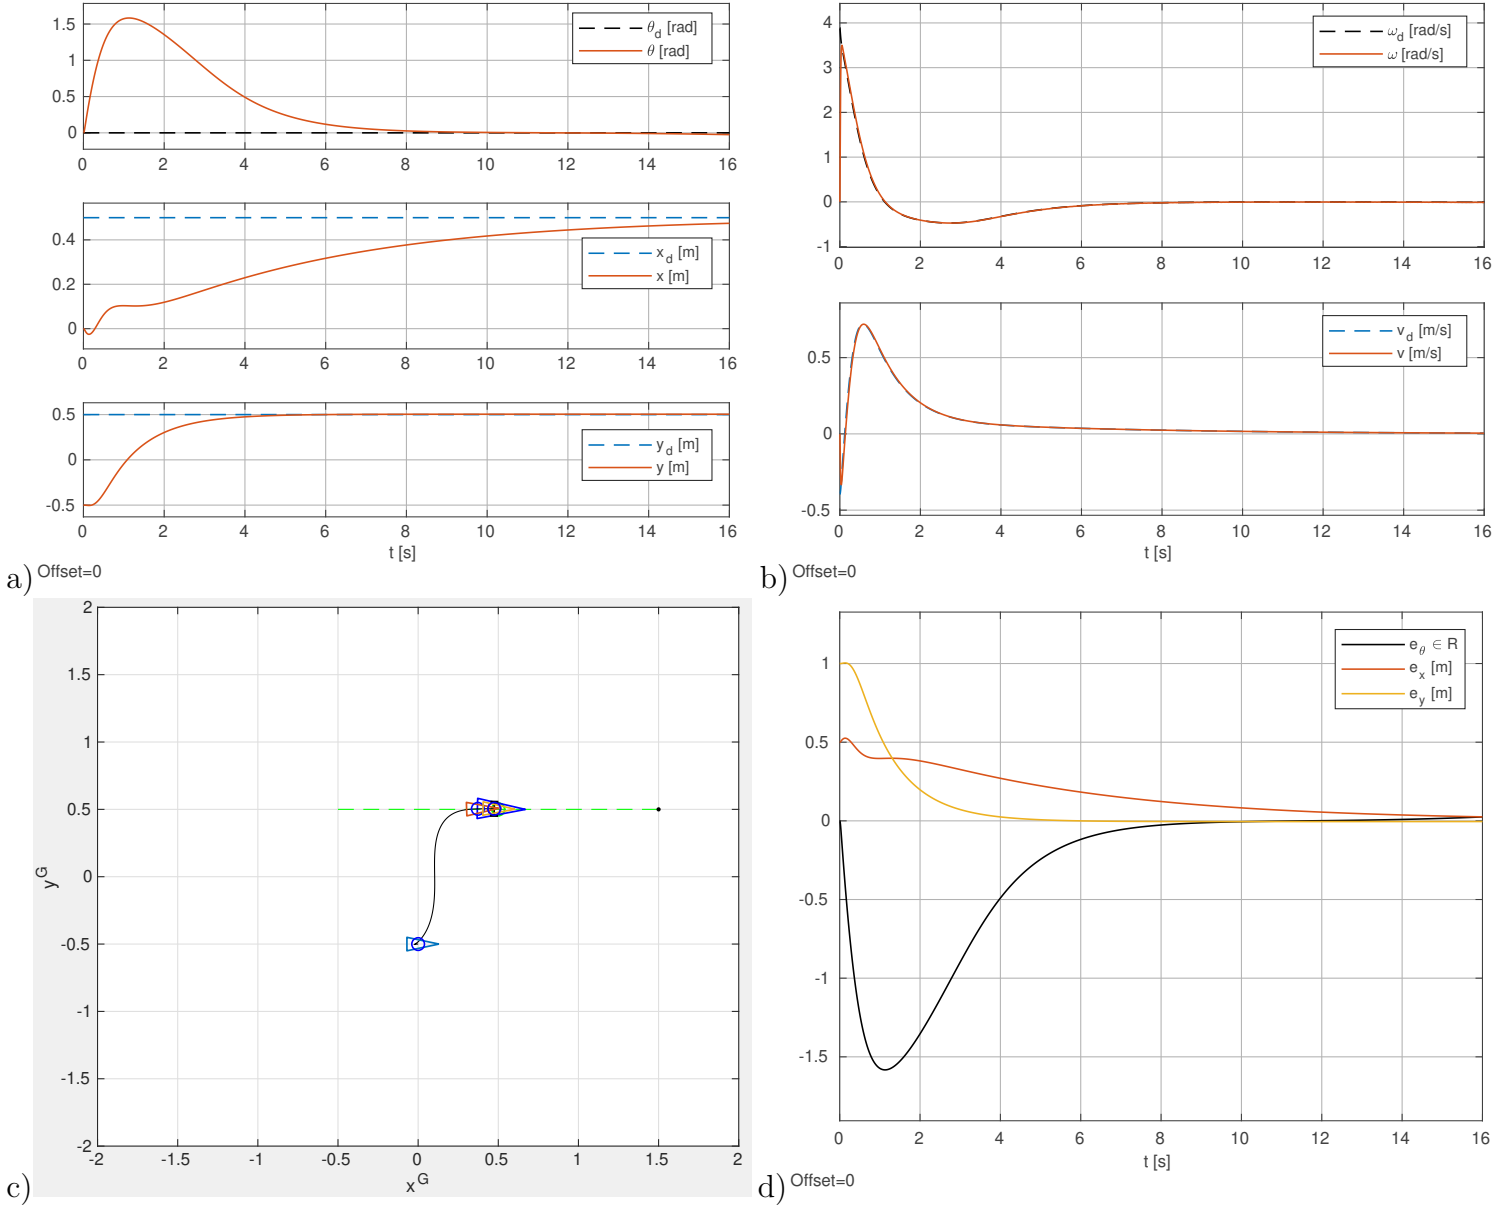 1.5
1
0.5
0
θd [rad]
θ [rad]
0 2 4 6 8 10 12 14 16
0.4
0.2
0
xd [m]
x [m]
0 2 4 6 8 10 12 14 16
0.5
0
-0.5
yd [m]
y [m]
0 2 4 6 8 10 12 14 16
t [s]
a) Offset=0
4
3
2
1
0
-1
ωd [rad/s]
ω [rad/s]
0 2 4 6 8 10 12 14 16
0.5
0
-0.5
vd [m/s]
v [m/s]
0 2 4 6 8 10 12 14 16
t [s]
b) Offset=0
2
1.5
1
0.5
0
-0.5
-1
-1.5
-2
yG
-2 -1.5 -1 -0.5 0 0.5 1 1.5 2
xG
c)
1
0.5
0
-0.5
-1
-1.5
eθ ∈ R
ex [m]
ey [m]
0 2 4 6 8 10 12 14 16
t [s]
d) Offset=0